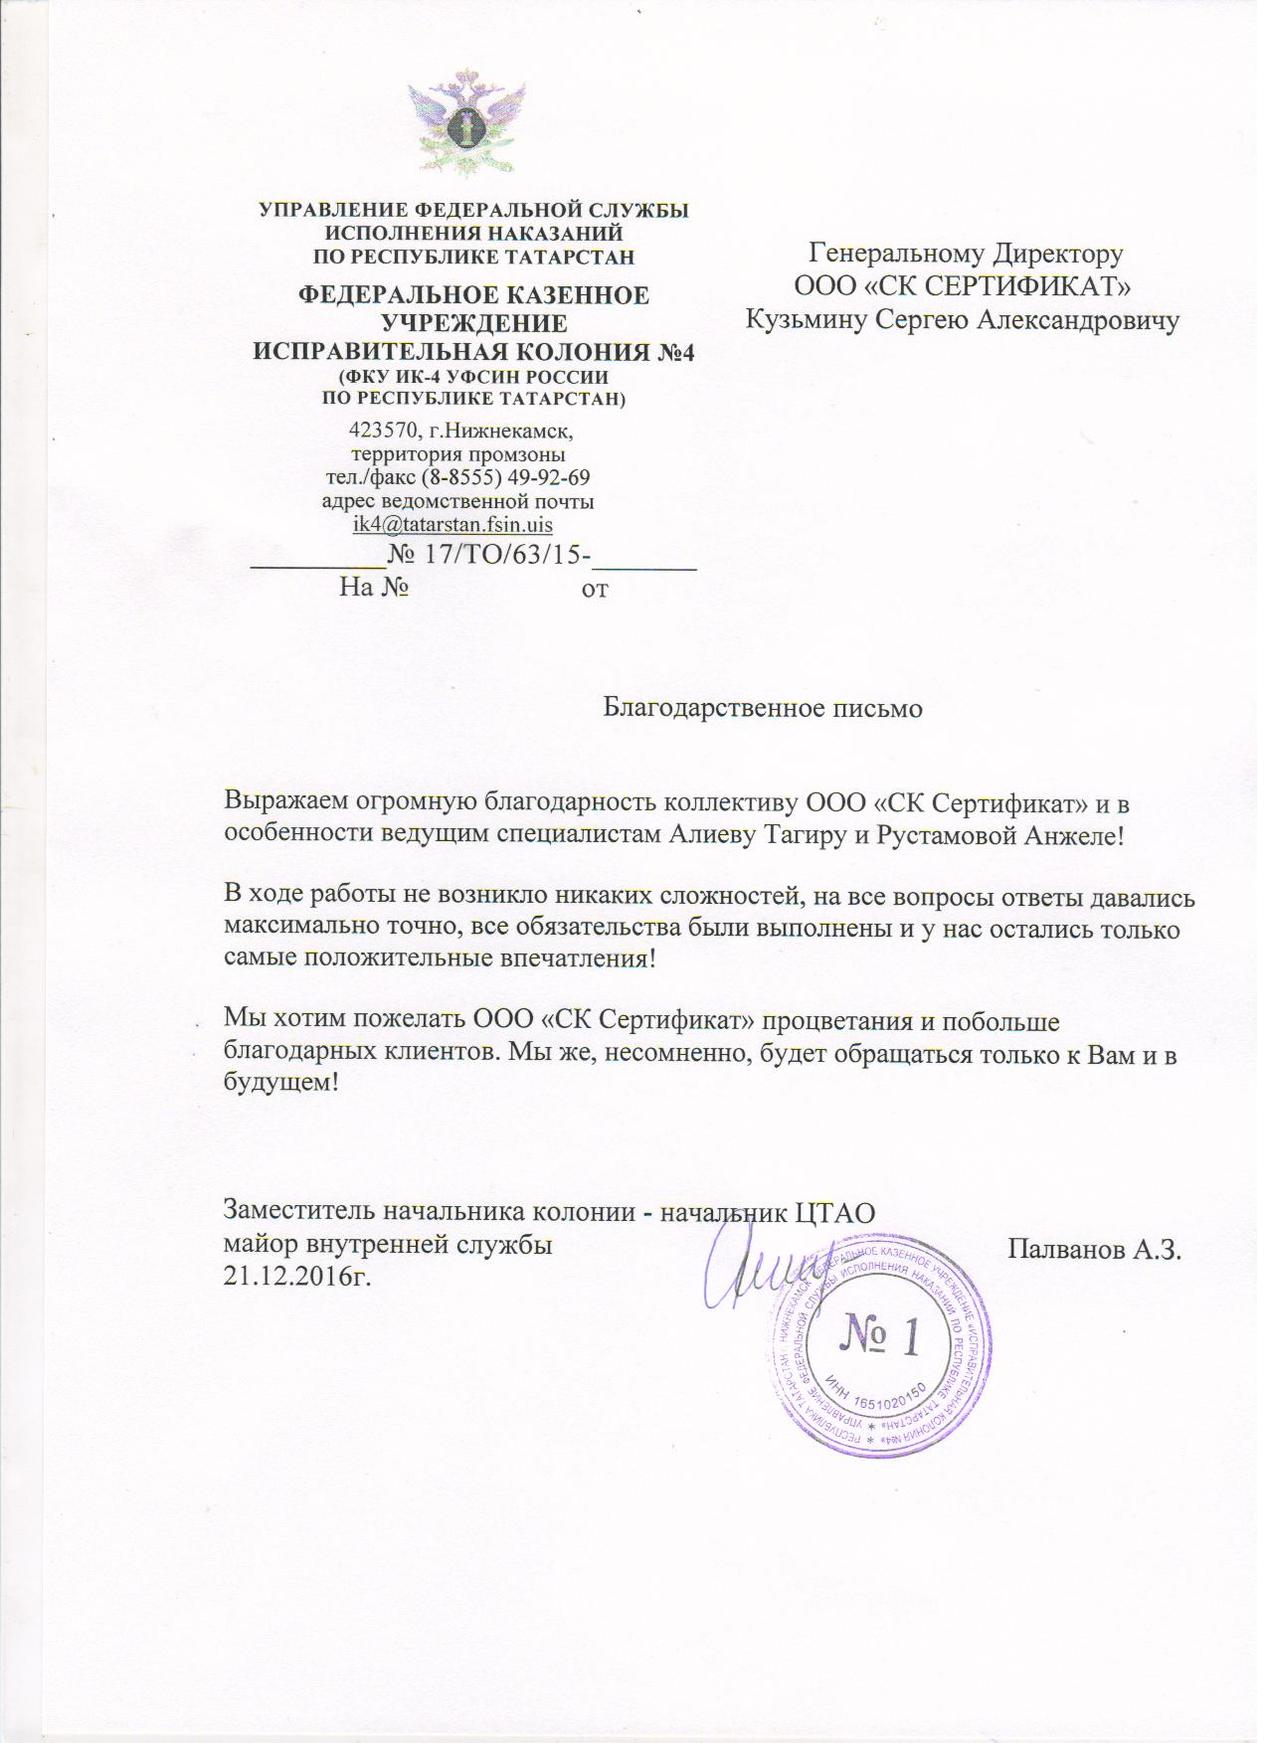 УПРАВЛЕНИЕ ФЕДЕРАЛЬНОЙ СЛУЖБЫ
ИСПОЛНЕНИЯ НАКАЗАНИЙ
ПО РЕСПУБЛИКЕ ТАТАРСТАН
ФЕДЕРАЛЬНОЕ КАЗЕННОЕ
УЧРЕЖДЕНИЕ
ИСПРАВИТЕЛЬНАЯ КОЛОНИЯ №4
(ФКУ ИК-4 УФСИН РОССИИ
ПО РЕСПУБЛИКЕ ТАТАРСТАН)
423570, г.Нижнекамск,
территория промзоны
тел./факс (8-8555) 49-92-69
адрес ведомственной почты
ik4@tatarstan.fsin.uis
_________№ 17/ТО/63/15-_______
На № от
Генеральному Директору
ООО «СК СЕРТИФИКАТ»
Кузьмину Сергею Александровичу
Благодарственное письмо
Выражаем огромную благодарность коллективу ООО «СК Сертификат» и в
особенности ведущим специалистам Алиеву Тагиру и Рустамовой Анжеле!
В ходе работы не возникло никаких сложностей, на все вопросы ответы давались
максимально точно, все обязательства были выполнены и у нас остались только
самые положительные впечатления!
Мы хотим пожелать ООО «СК Сертификат» процветания и побольше
благодарных клиентов. Мы же, несомненно, будет обращаться только к Вам и в
будущем!
Заместитель начальника колонии - начальник ЦТАО
майор внутренней службы Палванов А.З.
21.12.2016г.
РЕСПУБЛИКА ТАТАРСТАН НИЖНЕКАМСК ФЕДЕРАЛЬНОЕ КАЗЕННОЕ УЧРЕЖДЕНИЕ «ИСПРАВИТЕЛЬНАЯ КОЛОНИЯ №4»
УПРАВЛЕНИЕ ФЕДЕРАЛЬНОЙ СЛУЖБЫ ИСПОЛНЕНИЯ НАКАЗАНИЙ ПО РЕСПУБЛИКЕ ТАТАРСТАН»
№ 1
ИНН 1651020150